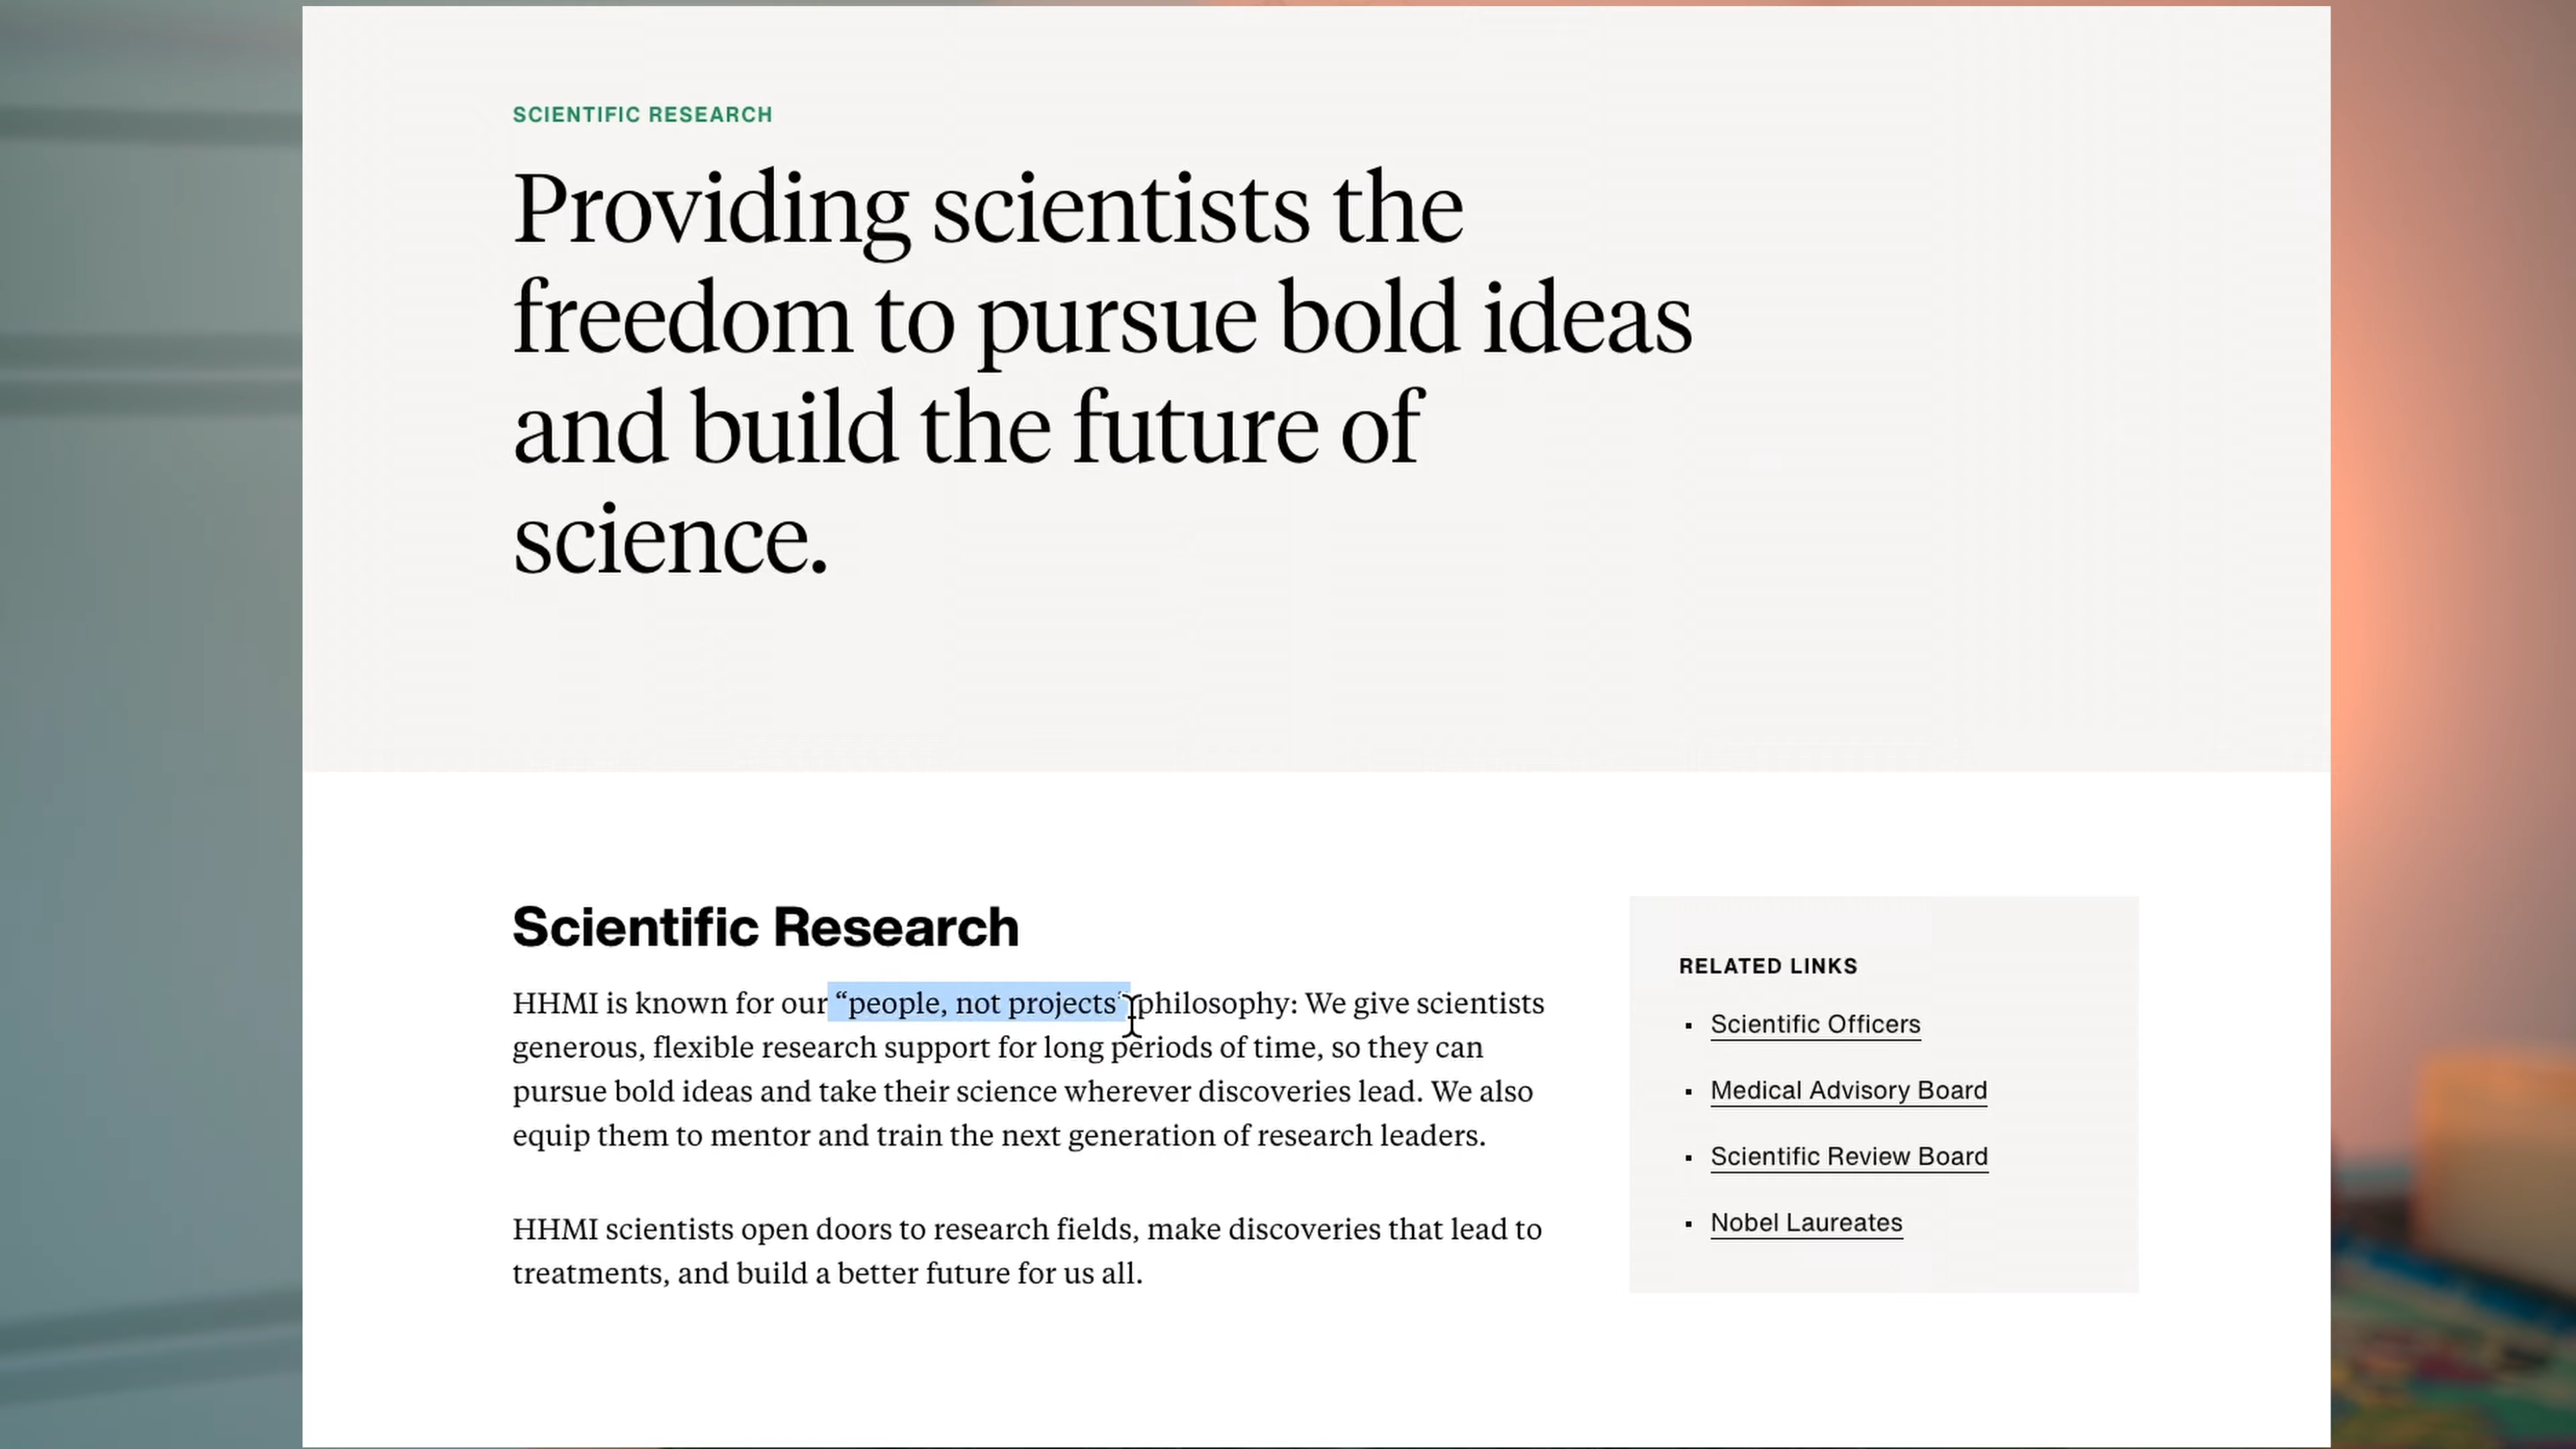 SCIENTIFIC RESEARCH
Providing scientists the
freedom to pursue bold ideas
and build the future of
science.
Scientific Research
HHMI is known for our “people, not projects” philosophy: We give scientists
generous, flexible research support for long periods of time, so they can
pursue bold ideas and take their science wherever discoveries lead. We also
equip them to mentor and train the next generation of research leaders.
HHMI scientists open doors to research fields, make discoveries that lead to
treatments, and build a better future for us all.
RELATED LINKS
Scientific Officers
Medical Advisory Board
Scientific Review Board
Nobel Laureates